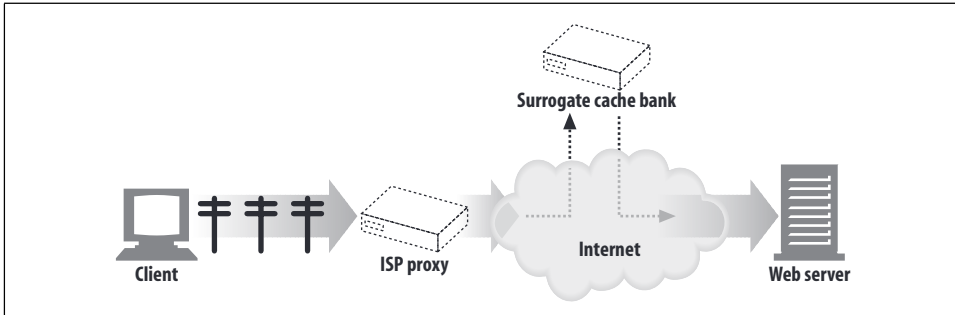 Surrogate cache bank
Client
ISP proxy
Internet
Web server